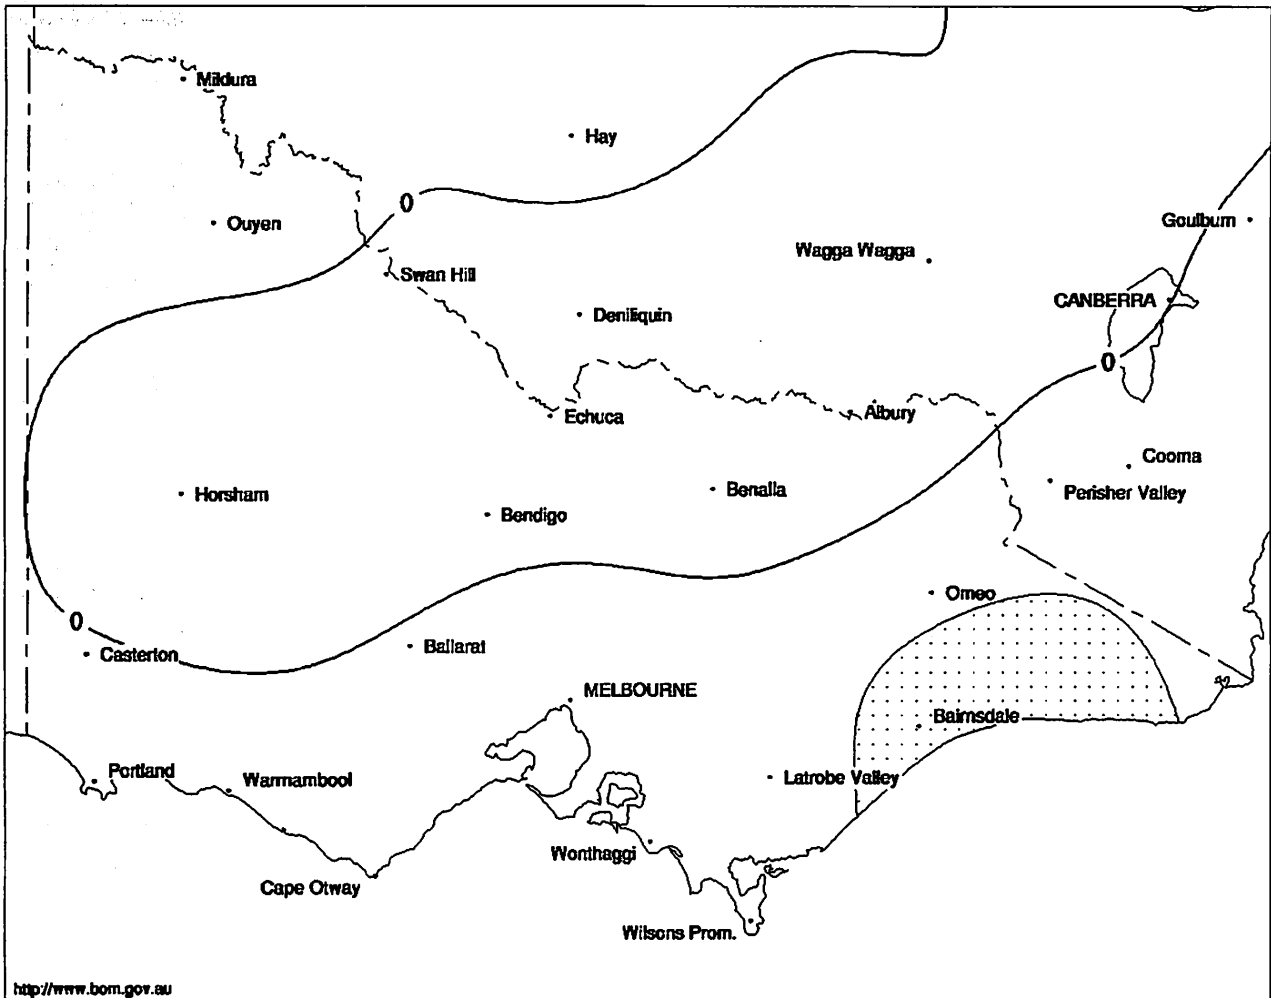 Mildura
Hay
0
Ouyen
Goulburn
Wagga Wagga
Swan Hill
CANBERRA
Deniliquin
0
Echuca
Albury
Cooma
Horsham
Benalla
Perisher Valley
Bendigo
Omeo
0
Casterton
Ballarat
MELBOURNE
Bairnsdale
Portland
Warrnambool
Latrobe Valley
Wonthaggi
Cape Otway
Wilsons Prom.
http://www.bom.gov.au